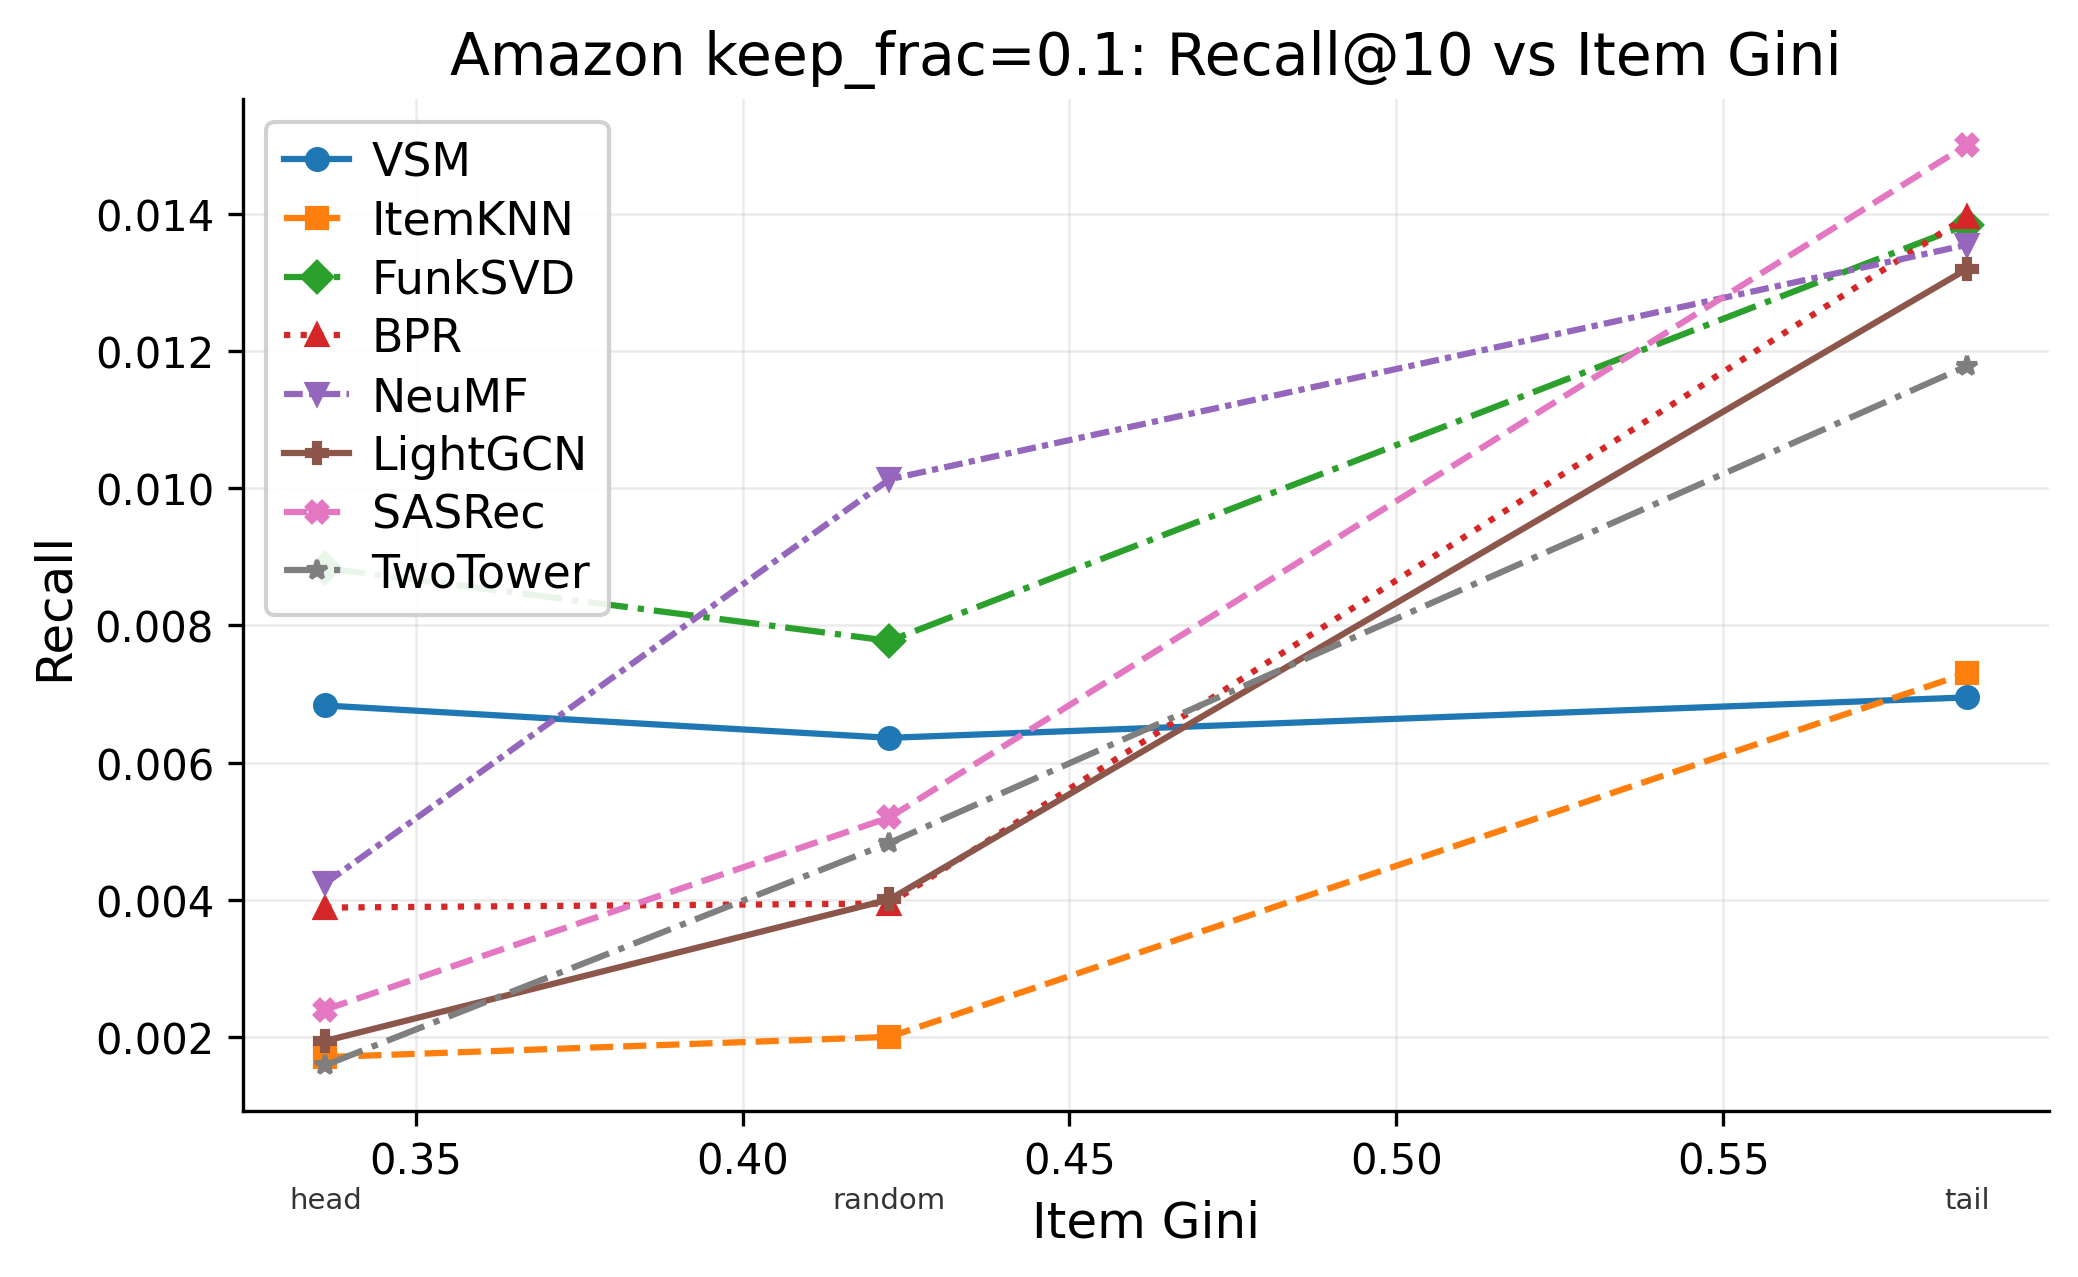 Amazon keep_frac=0.1: Recall@10 vs Item Gini
VSM
ItemKNN
FunkSVD
BPR
NeuMF
LightGCN
SASRec
TwoTower
Recall
0.014
0.012
0.010
0.008
0.006
0.004
0.002
0.35 0.40 0.45 0.50 0.55
head random tail
Item Gini